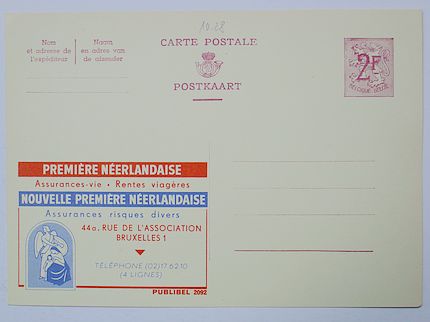 10.28
Nom
et adresse de
l'expéditeur
Naam
en adres van
de afzender
CARTE POSTALE
POSTKAART
2F
BELGIQUE-BELGIË
PREMIÈRE NÉERLANDAISE
Assurances-vie • Rentes viagères
NOUVELLE PREMIÈRE NÉERLANDAISE
Assurances risques divers
44a, RUE DE L'ASSOCIATION
BRUXELLES 1
TÉLÉPHONE (02) 17 62 10
(4 LIGNES)
PUBLIBEL 2092